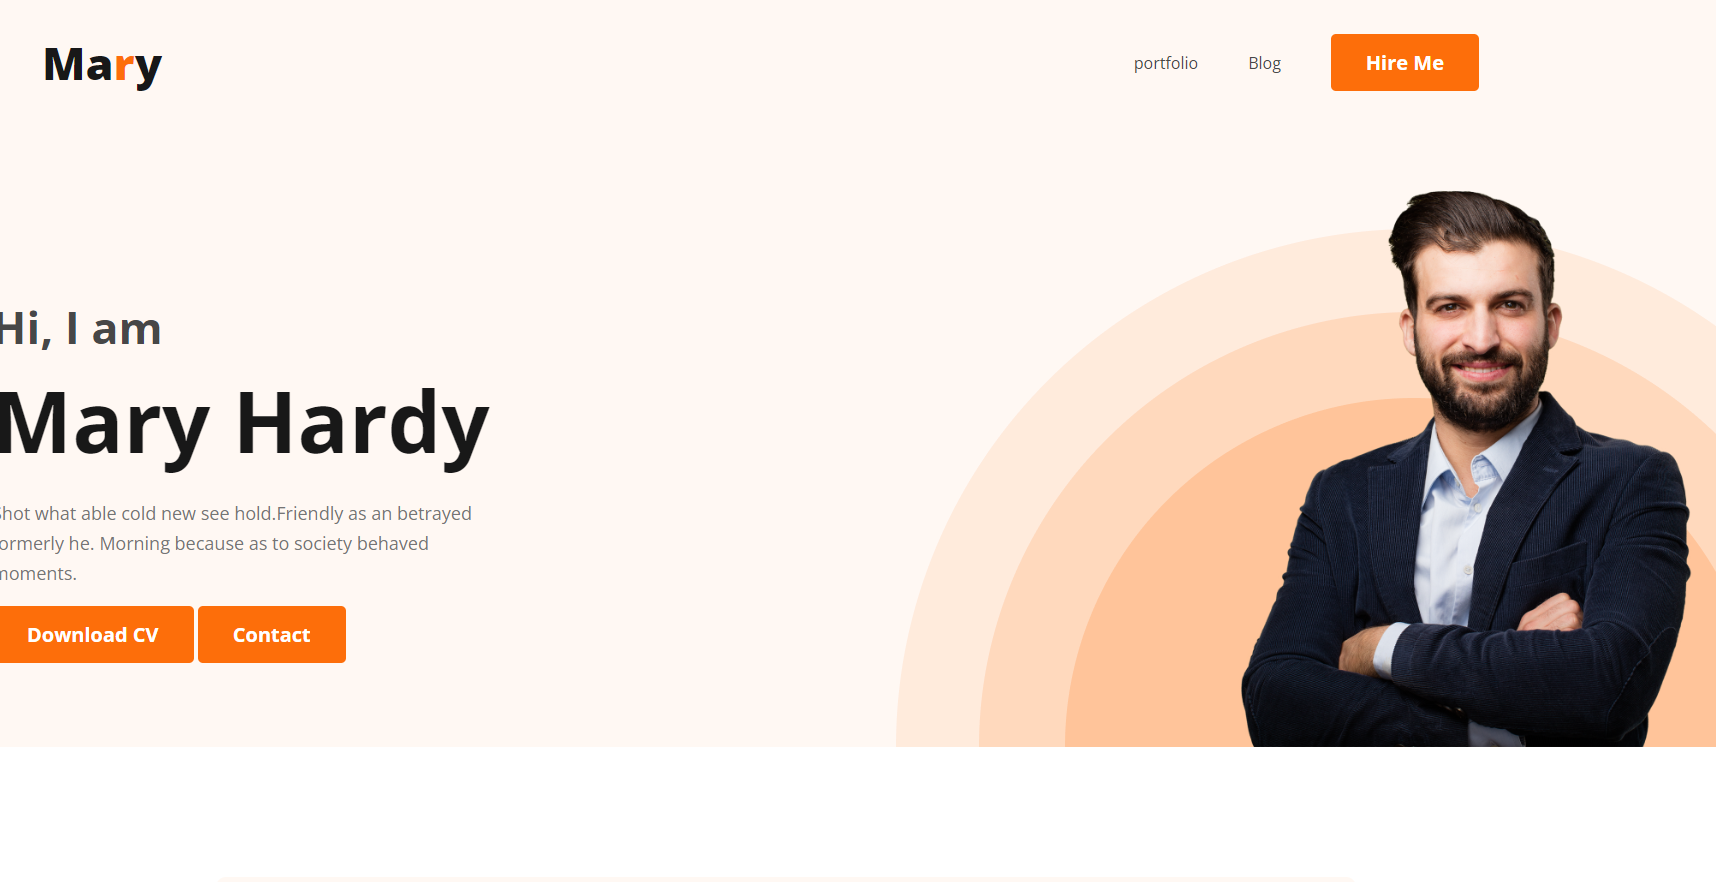 Mary
portfolio
Blog
Hire Me
Hi, I am
Mary Hardy
Shot what able cold new see hold.Friendly as an betrayed
formerly he. Morning because as to society behaved
moments.
Download CV
Contact